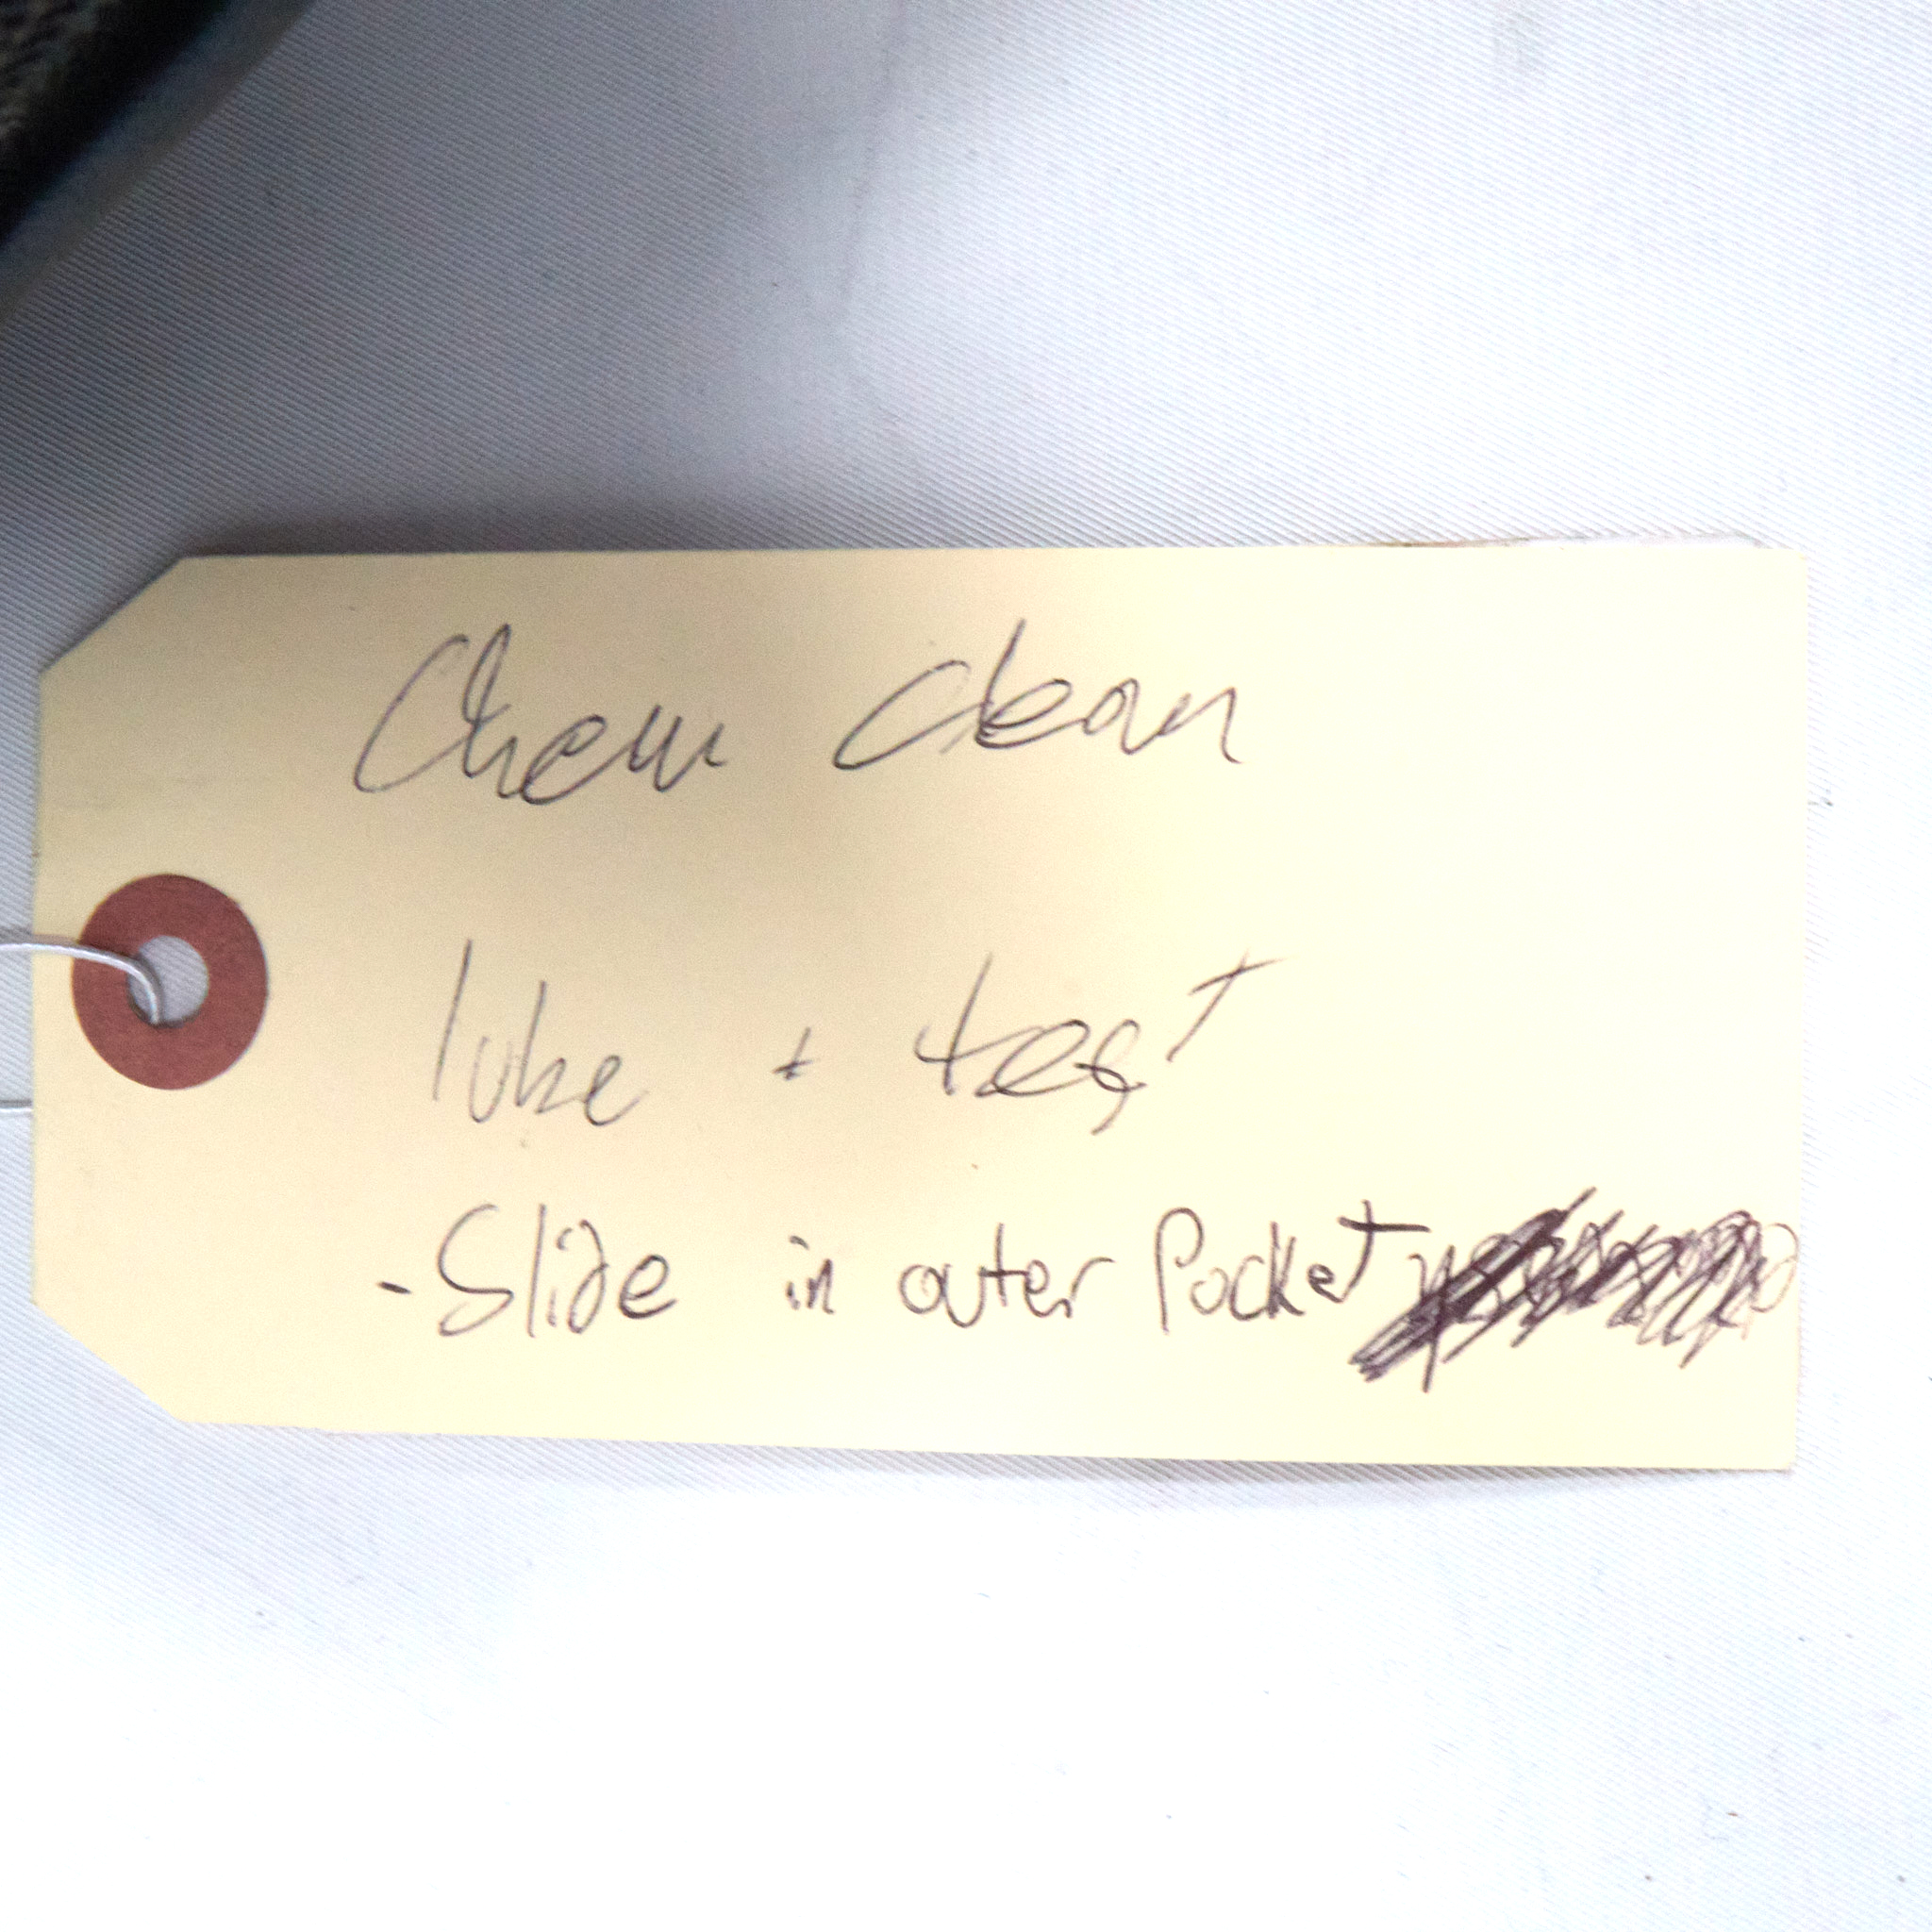 Chem clean
lube + test
- Slide in outer Pocket